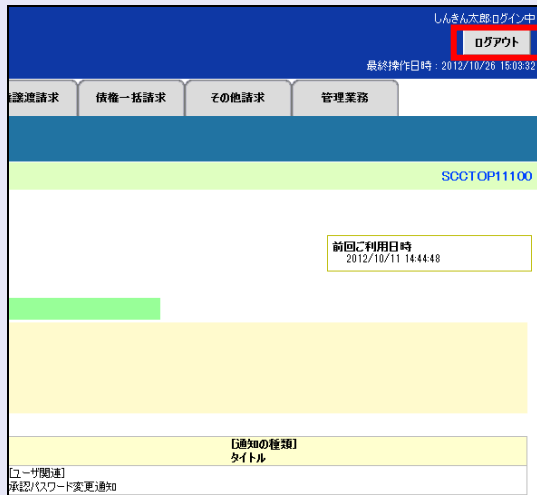 しんきん太郎ログイン中
ログアウト
最終操作日時：2012/10/26 15:03:32
譲渡請求
債権一括請求
その他請求
管理業務
SCCTOP11100
前回ご利用日時
2012/10/11 14:44:48
[通知の種類]
タイトル
[ユーザ関連]
承認パスワード変更通知